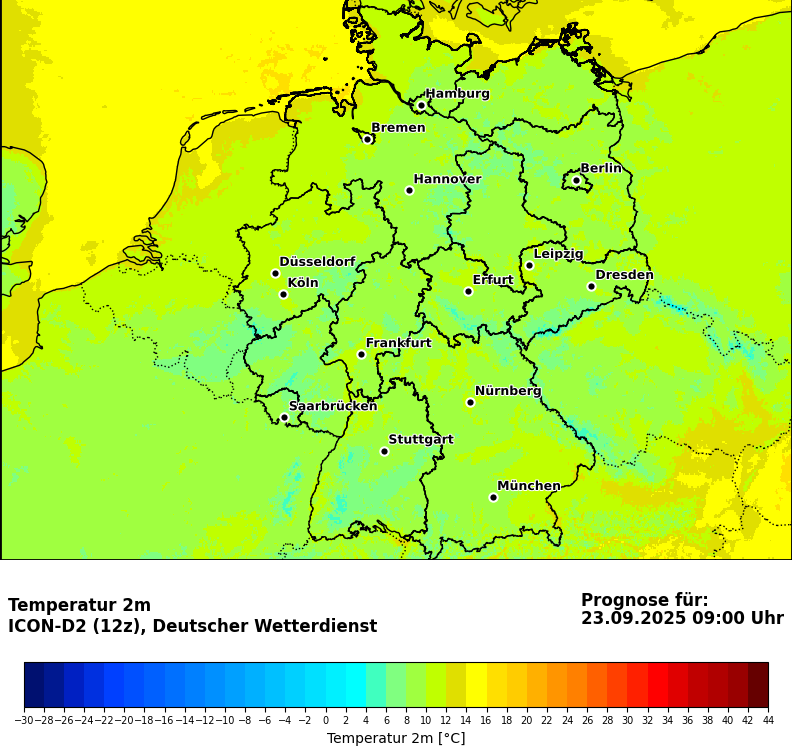 Hamburg
Bremen
Berlin
Hannover
Leipzig
Düsseldorf
Dresden
Köln
Erfurt
Frankfurt
Nürnberg
Saarbrücken
Stuttgart
München
Temperatur 2m
ICON-D2 (12z), Deutscher Wetterdienst
Prognose für:
23.09.2025 09:00 Uhr
−30 −28 −26 −24 −22 −20 −18 −16 −14 −12 −10 −8 −6 −4 −2 0 2 4 6 8 10 12 14 16 18 20 22 24 26 28 30 32 34 36 38 40 42 44
Temperatur 2m [°C]